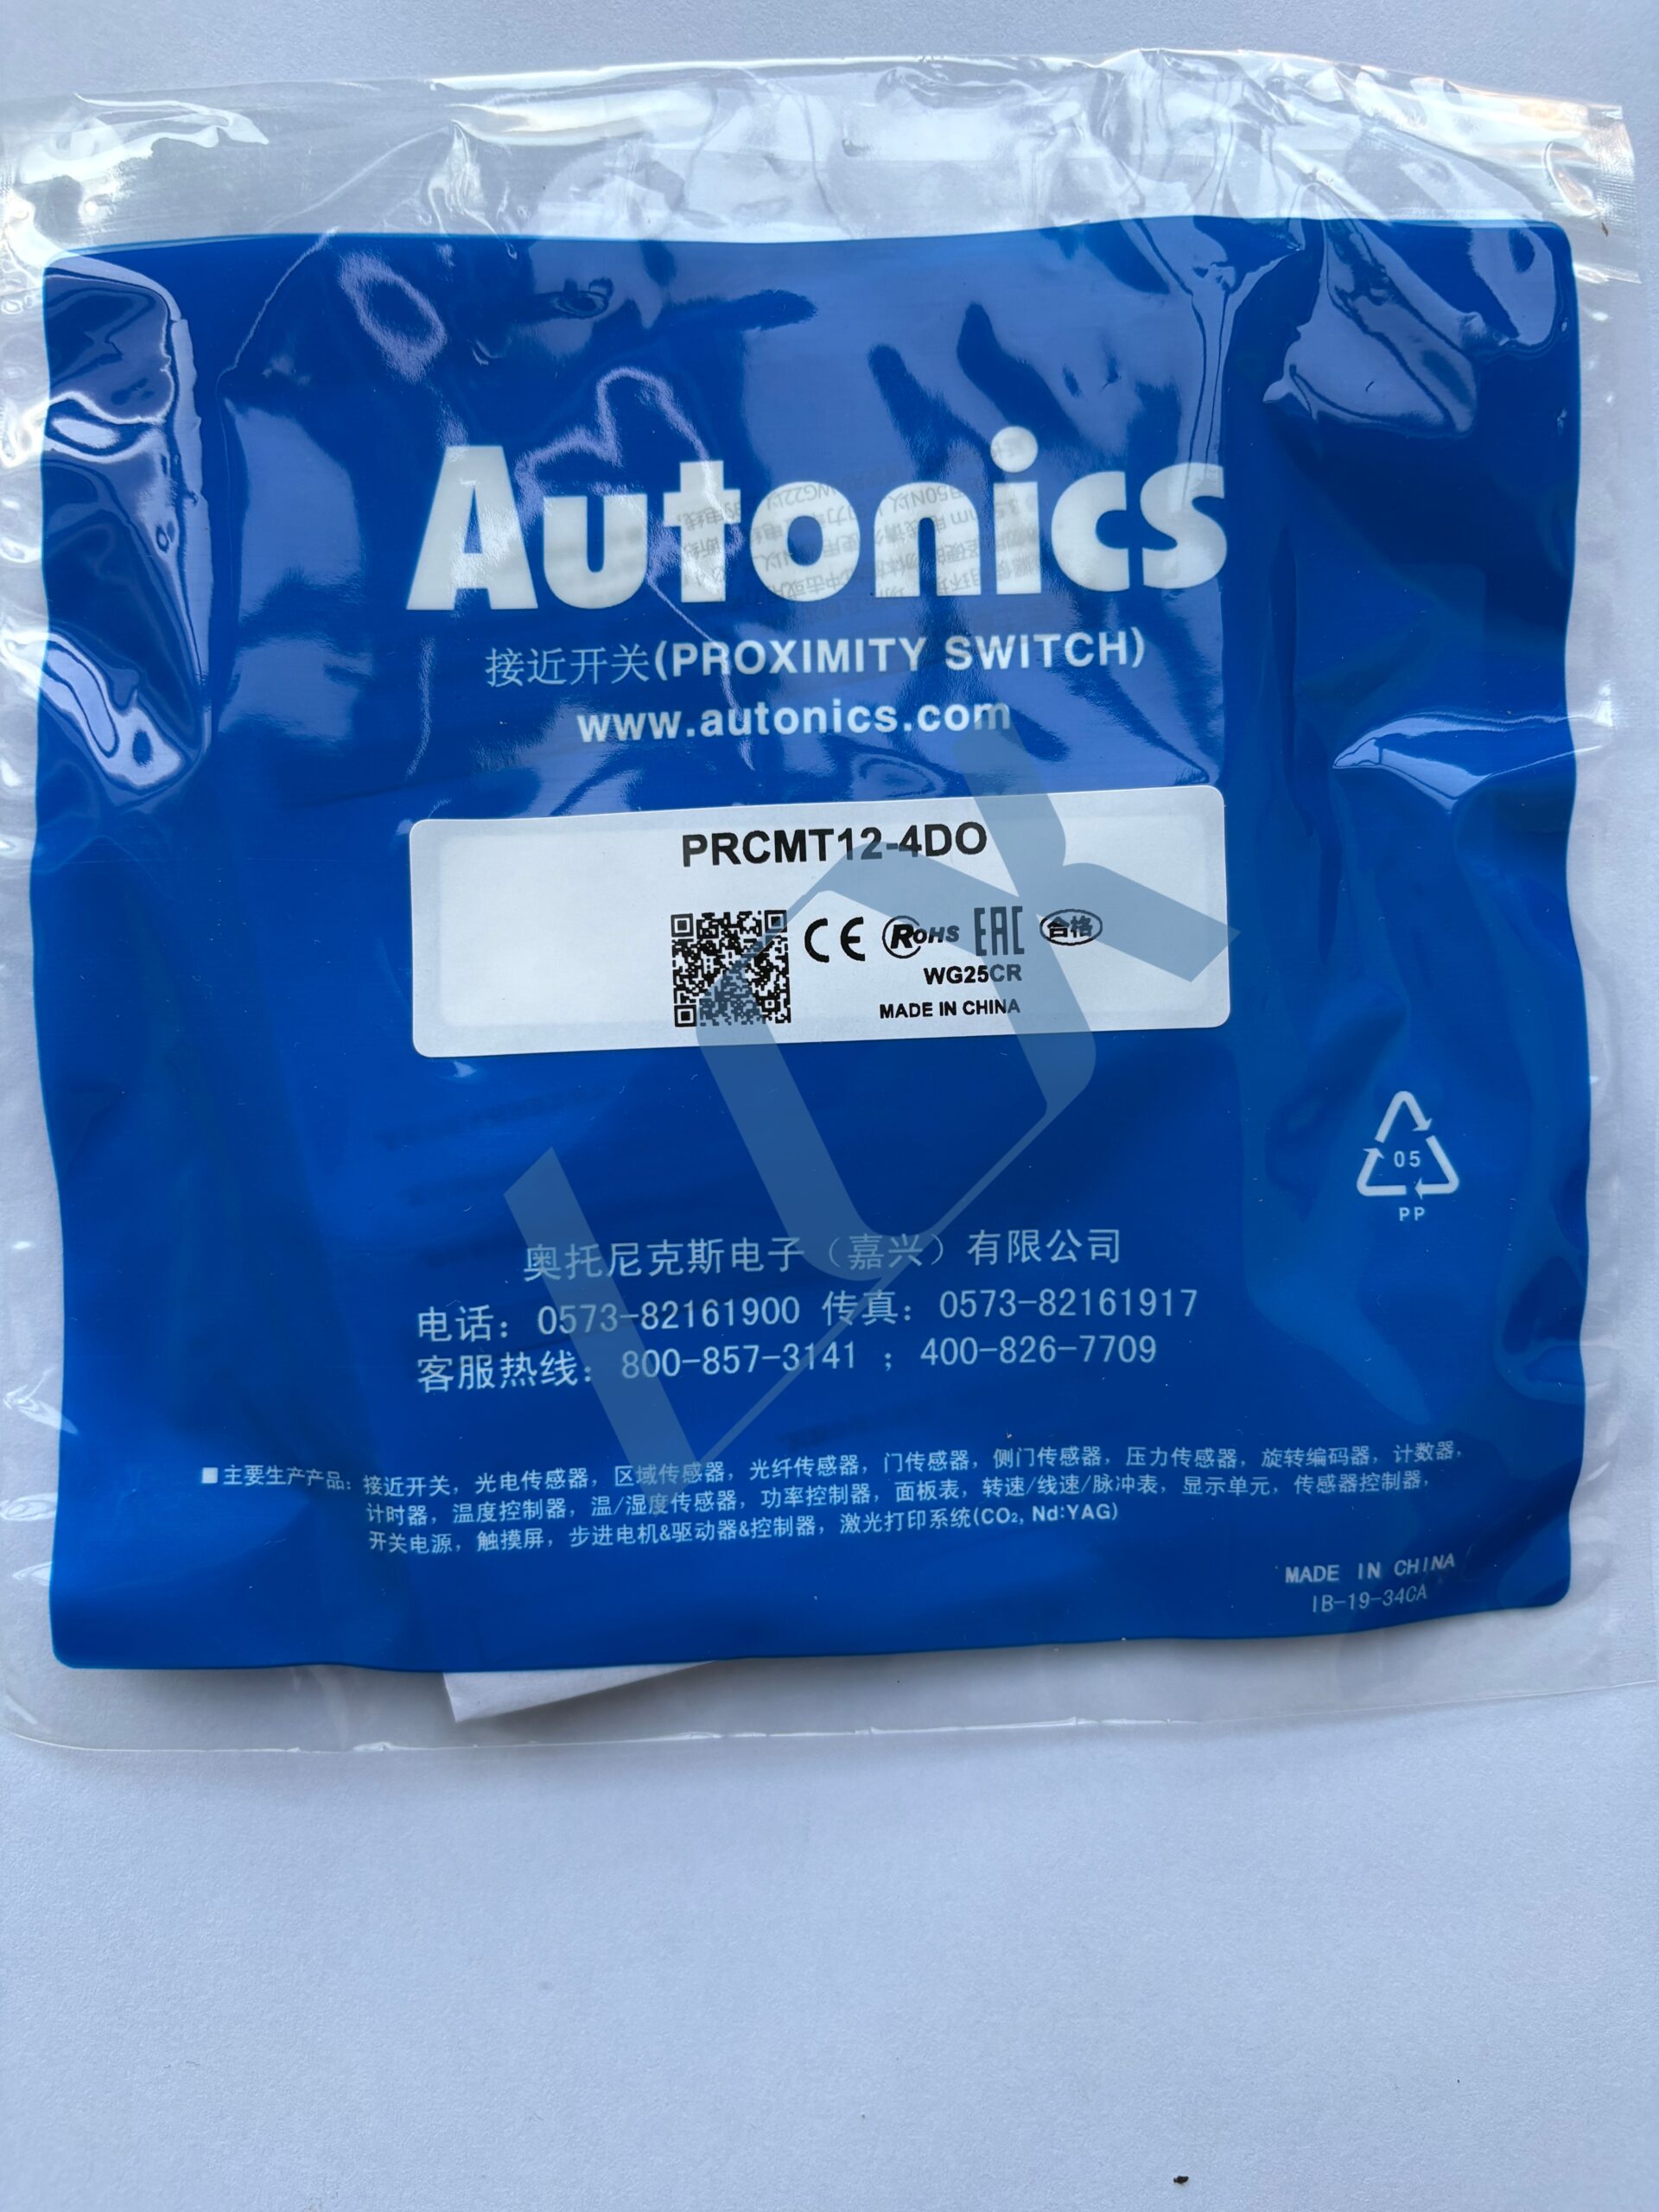 Autonics
接近开关(PROXIMITY SWITCH)
www.autonics.com
PRCMT12-4DO
CE RoHS EAC 合格
WG25CR
MADE IN CHINA
05
PP
奥托尼克斯电子（嘉兴）有限公司
电话：0573-82161900 传真：0573-82161917
客服热线：800-857-3141 ；400-826-7709
■主要生产产品：接近开关，光电传感器，区域传感器，光纤传感器，门传感器，侧门传感器，压力传感器，旋转编码器，计数器，
计时器，温度控制器，温/湿度传感器，功率控制器，面板表，转速/线速/脉冲表，显示单元，传感器控制器，
开关电源，触摸屏，步进电机&驱动器&控制器，激光打印系统(CO₂, Nd:YAG)
MADE IN CHINA
IB-19-34CA